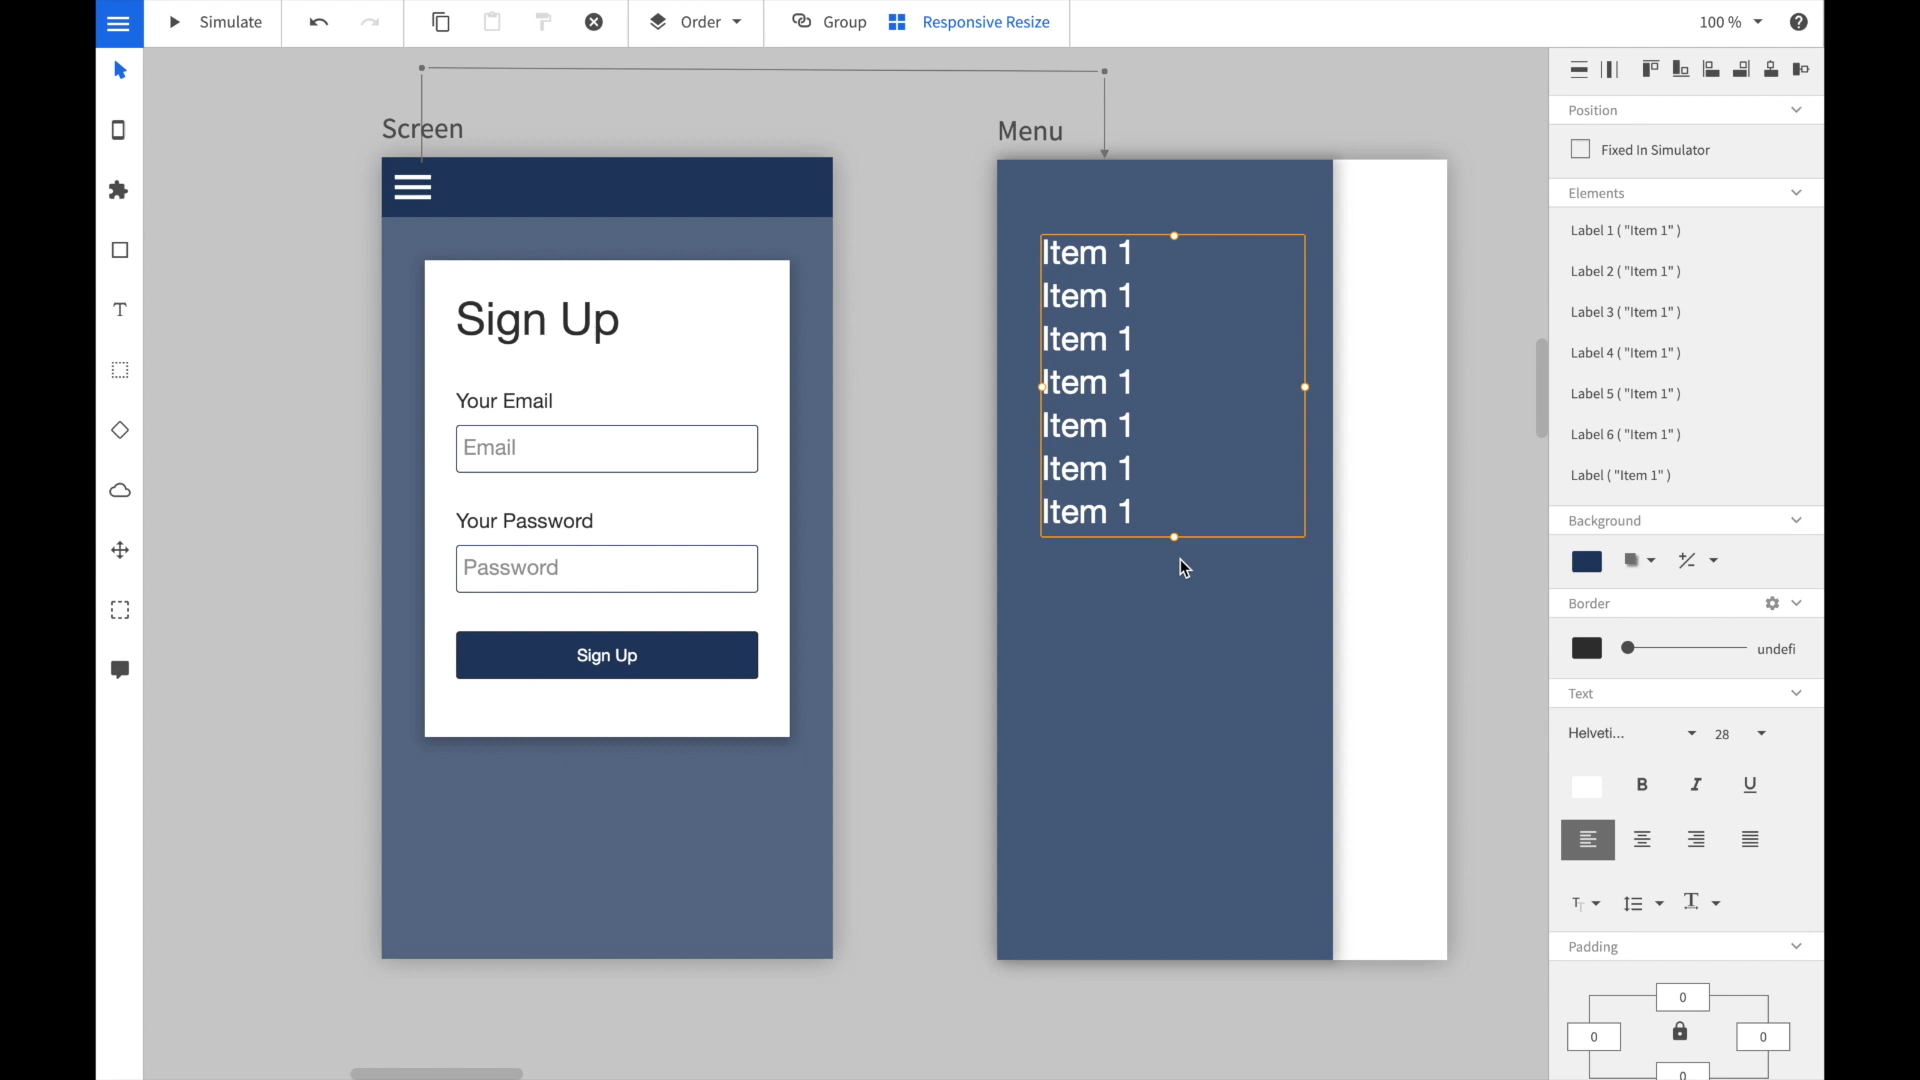 Simulate
Order
Group
Responsive Resize
100 %
Screen
Menu
Sign Up
Your Email
Email
Your Password
Password
Sign Up
Item 1
Item 1
Item 1
Item 1
Item 1
Item 1
Item 1
Position
Fixed In Simulator
Elements
Label 1 ( "Item 1" )
Label 2 ( "Item 1" )
Label 3 ( "Item 1" )
Label 4 ( "Item 1" )
Label 5 ( "Item 1" )
Label 6 ( "Item 1" )
Label ( "Item 1" )
Background
Border
undefi
Text
Helveti... 28
B I U
Padding
0
0 0
0